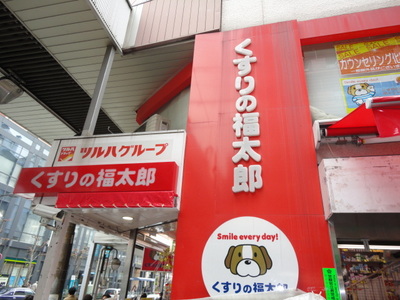 ツルハグループ
くすりの福太郎
くすりの福太郎
Smile every day!
くすりの福太郎
カウンセリング化